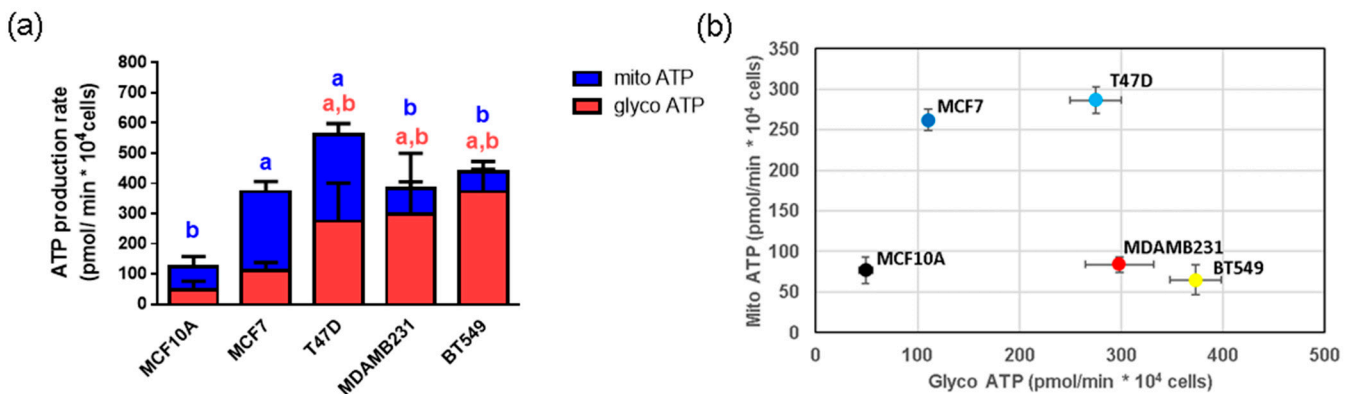 (a)
ATP production rate
(pmol/ min * 10⁴cells)
800
700
600
500
400
300
200
100
0
b
a
a
a,b
b
a,b
b
a,b
MCF10A
MCF7
T47D
MDAMB231
BT549
mito ATP
glyco ATP
(b)
Mito ATP (pmol/min * 10⁴ cells)
350
300
250
200
150
100
50
0
T47D
MCF7
MDAMB231
MCF10A
BT549
0 100 200 300 400 500
Glyco ATP (pmol/min * 10⁴ cells)